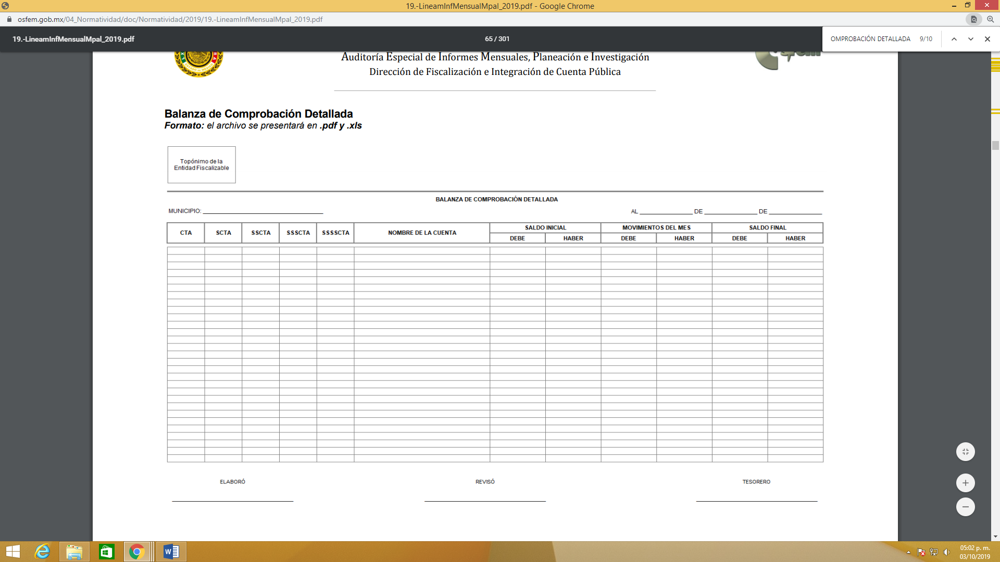 19.-LineamInfMensualMpal_2019.pdf - Google Chrome
osfem.gob.mx/04_Normatividad/doc/Normatividad/2019/19.-LineamInfMensualMpal_2019.pdf
19.-LineamInfMensualMpal_2019.pdf
65 / 301
OMPROBACIÓN DETALLADA 9/10
Auditoría Especial de Informes Mensuales, Planeación e Investigación
Dirección de Fiscalización e Integración de Cuenta Pública
Balanza de Comprobación Detallada
Formato: el archivo se presentará en .pdf y .xls
Topónimo de la
Entidad Fiscalizable
BALANZA DE COMPROBACIÓN DETALLADA
MUNICIPIO: AL DE DE
CTA SCTA SSCTA SSSCTA SSSSCTA NOMBRE DE LA CUENTA SALDO INICIAL MOVIMIENTOS DEL MES SALDO FINAL
DEBE HABER DEBE HABER DEBE HABER
ELABORÓ REVISÓ TESORERO
05:02 p. m.
03/10/2019